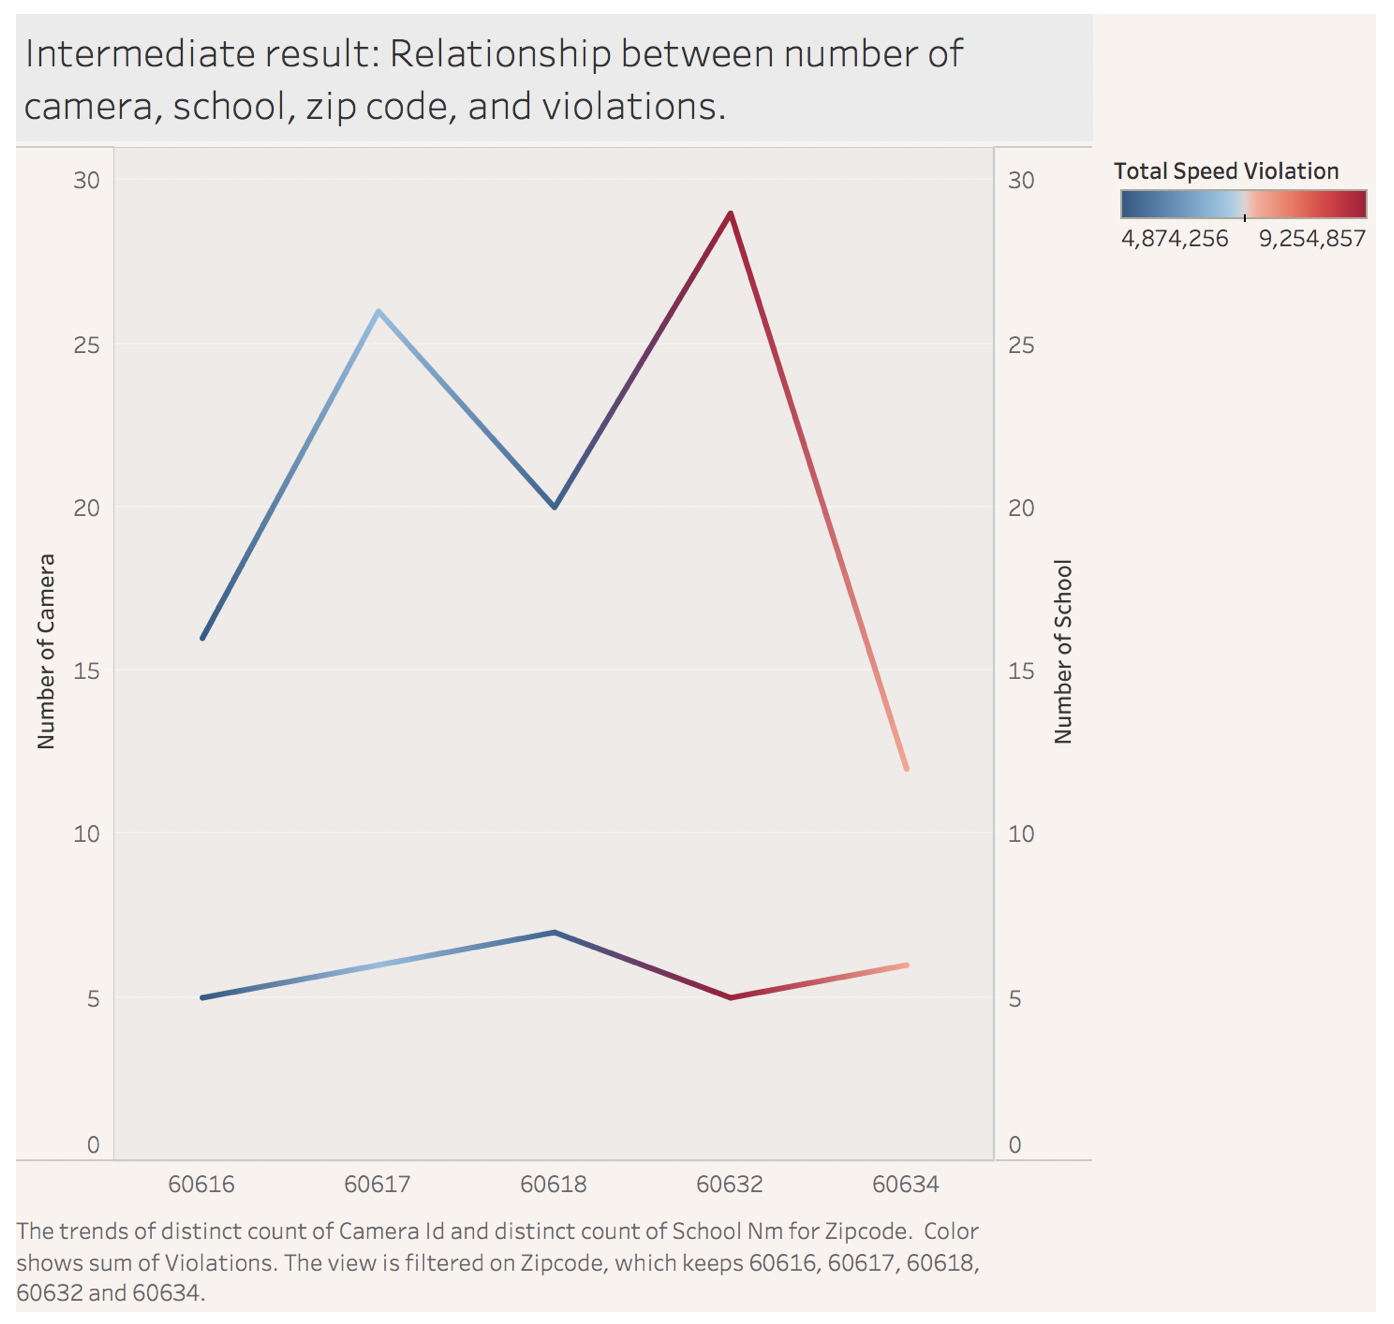 Intermediate result: Relationship between number of
camera, school, zip code, and violations.
Total Speed Violation
4,874,256 9,254,857
30
25
20
15
10
5
0
Number of Camera
30
25
20
15
10
5
0
Number of School
60616 60617 60618 60632 60634
The trends of distinct count of Camera Id and distinct count of School Nm for Zipcode. Color
shows sum of Violations. The view is filtered on Zipcode, which keeps 60616, 60617, 60618,
60632 and 60634.